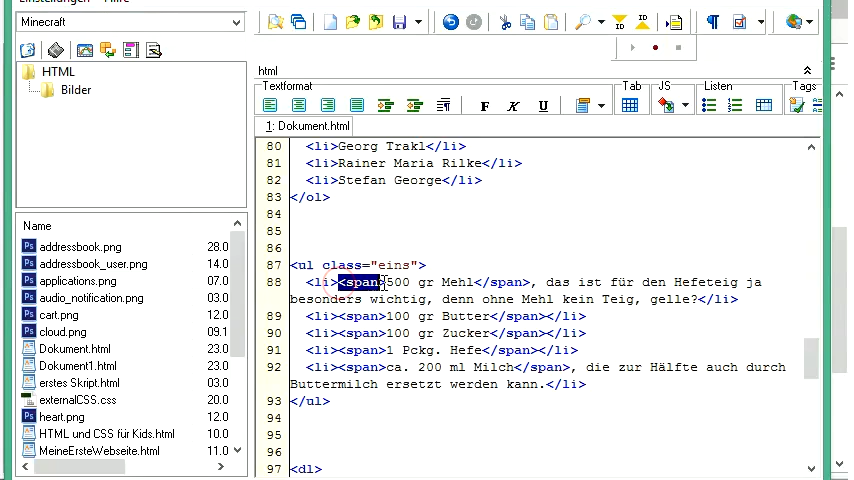 Minecraft
html
Textformat
Tab
JS
Listen
Tags
F K U
ID
ID
HTML
Bilder
1: Dokument.html
80 <li>Georg Trakl</li>
81 <li>Rainer Maria Rilke</li>
82 <li>Stefan George</li>
83 </ol>
84
85
86
87 <ul class="eins">
88 <li><span>500 gr Mehl</span>, das ist für den Hefeteig ja
besonders wichtig, denn ohne Mehl kein Teig, gelle?</li>
89 <li><span>100 gr Butter</span></li>
90 <li><span>100 gr Zucker</span></li>
91 <li><span>1 Pckg. Hefe</span></li>
92 <li><span>ca. 200 ml Milch</span>, die zur Hälfte auch durch
Buttermilch ersetzt werden kann.</li>
93 </ul>
94
95
96
97 <dl>
Name
addressbook.png 28.0
addressbook_user.png 14.0
applications.png 07.0
audio_notification.png 03.0
cart.png 12.0
cloud.png 09.1
Dokument.html 23.0
Dokument1.html 23.0
erstes Skript.html 03.0
externalCSS.css 20.0
heart.png 12.0
HTML und CSS für Kids.html 10.0
MeineErsteWebseite.html 11.0